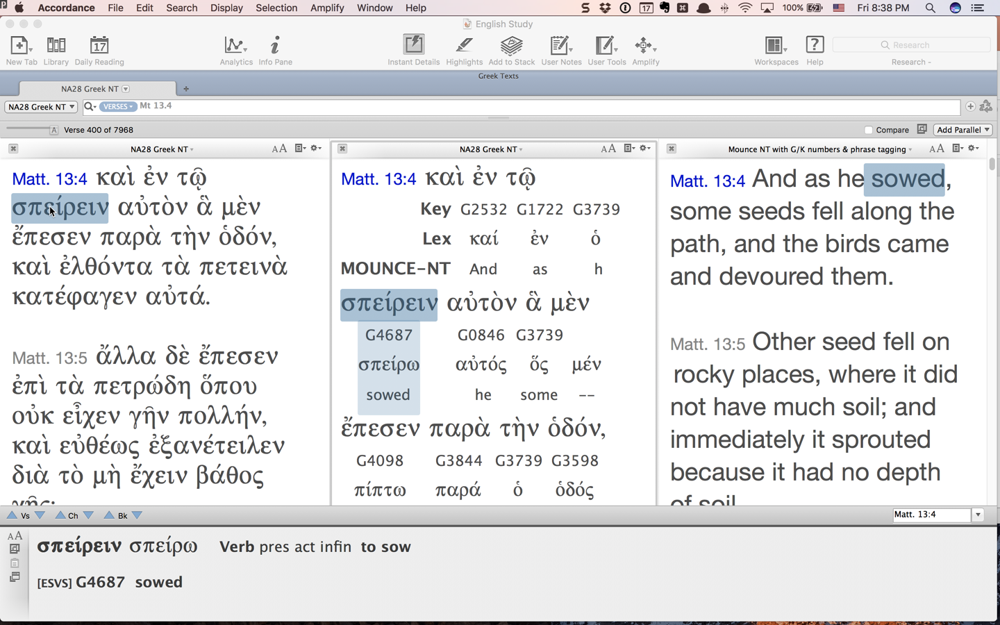 Accordance File Edit Search Display Selection Amplify Window Help 17 100% Fri 8:38 PM
English Study
17
New Tab Library Daily Reading Analytics Info Pane Instant Details Highlights Add to Stack User Notes User Tools Amplify Workspaces Help Research -
Research
Greek Texts
NA28 Greek NT
NA28 Greek NT VERSES Mt 13.4
A Verse 400 of 7968 Compare Add Parallel
NA28 Greek NT AA
Matt. 13:4 καὶ ἐν τῷ
σπείρειν αὐτὸν ἃ μὲν
ἔπεσεν παρὰ τὴν ὁδόν,
καὶ ἐλθόντα τὰ πετεινὰ
κατέφαγεν αὐτά.
Matt. 13:5 ἄλλα δὲ ἔπεσεν
ἐπὶ τὰ πετρώδη ὅπου
οὐκ εἶχεν γῆν πολλήν,
καὶ εὐθέως ἐξανέτειλεν
διὰ τὸ μὴ ἔχειν βάθος
γῆς·
NA28 Greek NT AA
Matt. 13:4 καὶ ἐν τῷ
Key G2532 G1722 G3739
Lex καί ἐν ὁ
MOUNCE-NT And as h
σπείρειν αὐτὸν ἃ μὲν
G4687 G0846 G3739
σπείρω αὐτός ὅς μέν
sowed he some --
ἔπεσεν παρὰ τὴν ὁδόν,
G4098 G3844 G3739 G3598
πίπτω παρά ὁ ὁδός
Mounce NT with G/K numbers & phrase tagging AA
Matt. 13:4 And as he sowed,
some seeds fell along the
path, and the birds came
and devoured them.
Matt. 13:5 Other seed fell on
rocky places, where it did
not have much soil; and
immediately it sprouted
because it had no depth
of soil
Vs Ch Bk Matt. 13:4
AA
σπείρειν σπείρω Verb pres act infin to sow
[ESVS] G4687 sowed